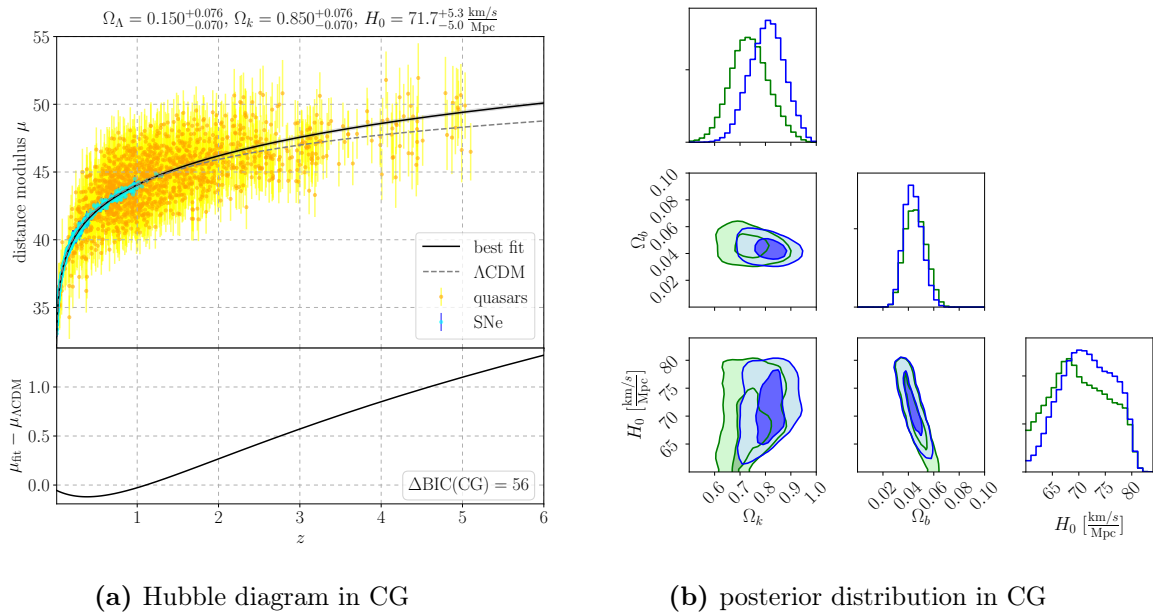 Ω_Λ = 0.150^{+0.076}_{-0.070}, Ω_k = 0.850^{+0.076}_{-0.070}, H_0 = 71.7^{+5.3}_{-5.0} km/s/Mpc
55
50
45
40
35
distance modulus μ
best fit
ΛCDM
quasars
SNe
1.0
0.5
0.0
μ_fit − μ_ΛCDM
ΔBIC(CG) = 56
1 2 3 4 5 6
z
(a) Hubble diagram in CG
0.10
0.08
0.06
0.04
0.02
Ω_b
80
75
70
65
H_0 [km/s/Mpc]
0.6 0.7 0.8 0.9 1.0
Ω_k
0.02 0.04 0.06 0.08 0.10
Ω_b
65 70 75 80
H_0 [km/s/Mpc]
(b) posterior distribution in CG